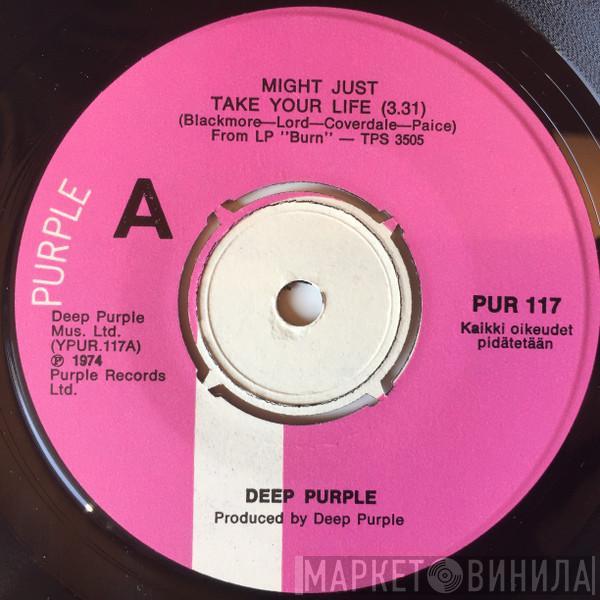 MIGHT JUST
TAKE YOUR LIFE (3.31)
(Blackmore—Lord—Coverdale—Paice)
From LP "Burn" — TPS 3505
PURPLE
A
Deep Purple
Mus. Ltd.
(YPUR.117A)
℗ 1974
Purple Records
Ltd.
PUR 117
Kaikki oikeudet
pidätetään
DEEP PURPLE
Produced by Deep Purple
МАРКЕТ ВИНИЛА